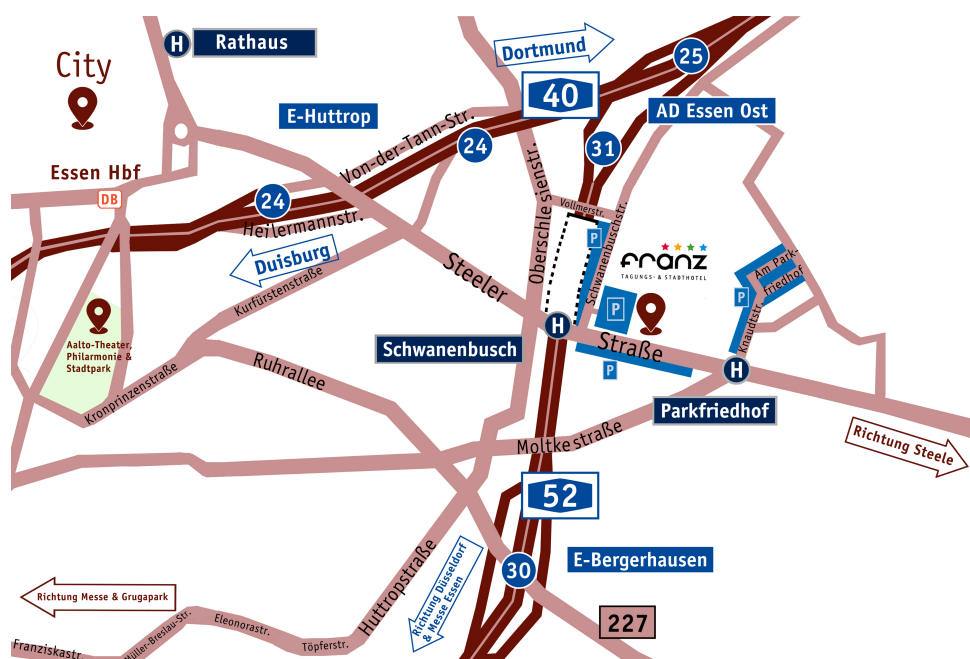 Rathaus
H
City
Dortmund
25
40
E-Huttrop
AD Essen Ost
Von-der-Tann-Str.
24
31
Essen Hbf
DB
24
Heilermannstr.
Vollmerstr.
Oberschlesienstr.
Schwanenbuschstr.
P
franz
TAGUNGS- & STADTHOTEL
Am Park-
friedhof
Duisburg
Kurfürstenstraße
Steeler
P
P
Knaudtstr.
H
Straße
Aalto-Theater,
Philarmonie &
Stadtpark
Schwanenbusch
P
H
Ruhrallee
Kronprinzenstraße
Parkfriedhof
Moltkestraße
Richtung Steele
52
Huttropstraße
Richtung Düsseldorf
& Messe Essen
30
E-Bergerhausen
Richtung Messe & Grugapark
227
Müller-Breslau-Str.
Eleonorastr.
Töpferstr.
Franziskastr.